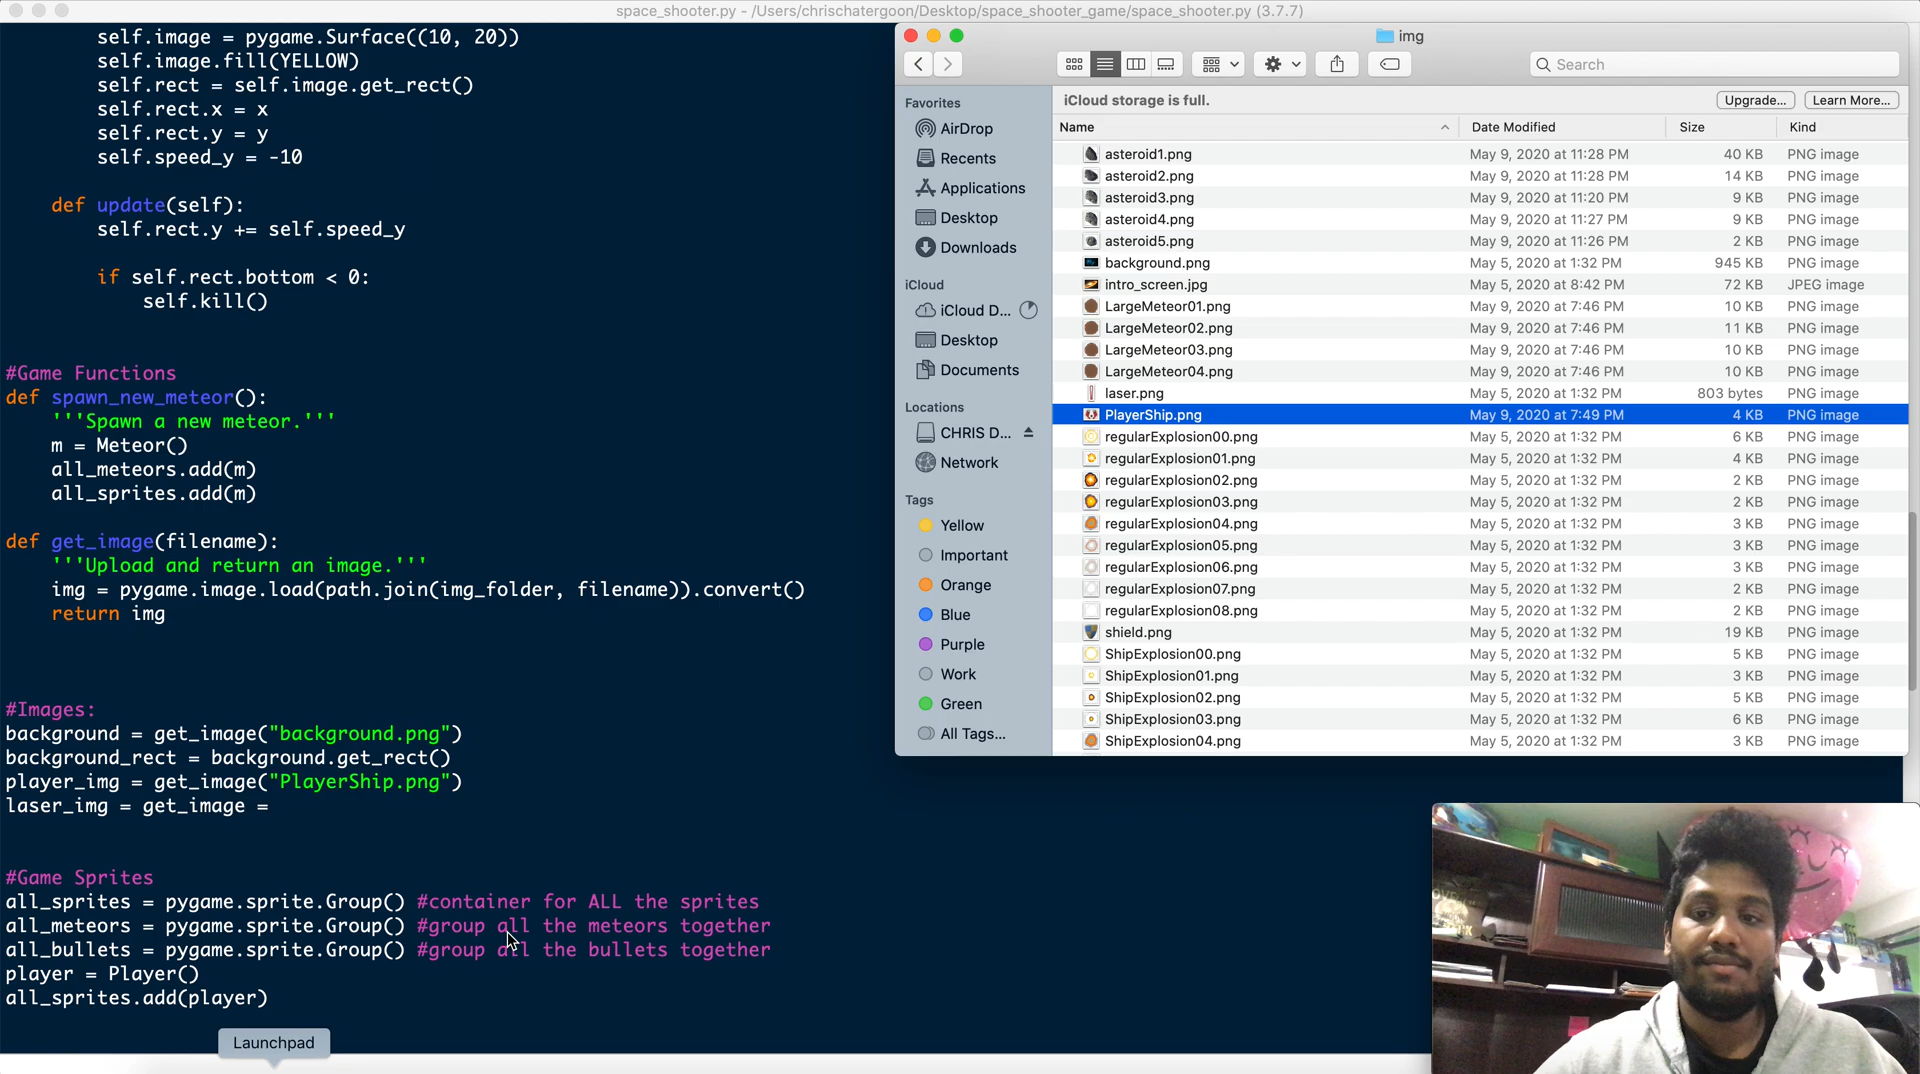 space_shooter.py - /Users/chrischatergoon/Desktop/space_shooter_game/space_shooter.py (3.7.7)
self.image = pygame.Surface((10, 20))
self.image.fill(YELLOW)
self.rect = self.image.get_rect()
self.rect.x = x
self.rect.y = y
self.speed_y = -10
def update(self):
self.rect.y += self.speed_y
if self.rect.bottom < 0:
self.kill()
#Game Functions
def spawn_new_meteor():
'''Spawn a new meteor.'''
m = Meteor()
all_meteors.add(m)
all_sprites.add(m)
def get_image(filename):
'''Upload and return an image.'''
img = pygame.image.load(path.join(img_folder, filename)).convert()
return img
#Images:
background = get_image("background.png")
background_rect = background.get_rect()
player_img = get_image("PlayerShip.png")
laser_img = get_image =
#Game Sprites
all_sprites = pygame.sprite.Group() #container for ALL the sprites
all_meteors = pygame.sprite.Group() #group all the meteors together
all_bullets = pygame.sprite.Group() #group all the bullets together
player = Player()
all_sprites.add(player)
Launchpad
img
Search
Favorites
AirDrop
Recents
Applications
Desktop
Downloads
iCloud
iCloud D...
Desktop
Documents
Locations
CHRIS D...
Network
Tags
Yellow
Important
Orange
Blue
Purple
Work
Green
All Tags...
iCloud storage is full. Upgrade... Learn More...
Name Date Modified Size Kind
asteroid1.png May 9, 2020 at 11:28 PM 40 KB PNG image
asteroid2.png May 9, 2020 at 11:28 PM 14 KB PNG image
asteroid3.png May 9, 2020 at 11:20 PM 9 KB PNG image
asteroid4.png May 9, 2020 at 11:27 PM 9 KB PNG image
asteroid5.png May 9, 2020 at 11:26 PM 2 KB PNG image
background.png May 5, 2020 at 1:32 PM 945 KB PNG image
intro_screen.jpg May 5, 2020 at 8:42 PM 72 KB JPEG image
LargeMeteor01.png May 9, 2020 at 7:46 PM 10 KB PNG image
LargeMeteor02.png May 9, 2020 at 7:46 PM 11 KB PNG image
LargeMeteor03.png May 9, 2020 at 7:46 PM 10 KB PNG image
LargeMeteor04.png May 9, 2020 at 7:46 PM 10 KB PNG image
laser.png May 5, 2020 at 1:32 PM 803 bytes PNG image
PlayerShip.png May 9, 2020 at 7:49 PM 4 KB PNG image
regularExplosion00.png May 5, 2020 at 1:32 PM 6 KB PNG image
regularExplosion01.png May 5, 2020 at 1:32 PM 4 KB PNG image
regularExplosion02.png May 5, 2020 at 1:32 PM 2 KB PNG image
regularExplosion03.png May 5, 2020 at 1:32 PM 2 KB PNG image
regularExplosion04.png May 5, 2020 at 1:32 PM 3 KB PNG image
regularExplosion05.png May 5, 2020 at 1:32 PM 3 KB PNG image
regularExplosion06.png May 5, 2020 at 1:32 PM 3 KB PNG image
regularExplosion07.png May 5, 2020 at 1:32 PM 2 KB PNG image
regularExplosion08.png May 5, 2020 at 1:32 PM 2 KB PNG image
shield.png May 5, 2020 at 1:32 PM 19 KB PNG image
ShipExplosion00.png May 5, 2020 at 1:32 PM 5 KB PNG image
ShipExplosion01.png May 5, 2020 at 1:32 PM 3 KB PNG image
ShipExplosion02.png May 5, 2020 at 1:32 PM 5 KB PNG image
ShipExplosion03.png May 5, 2020 at 1:32 PM 6 KB PNG image
ShipExplosion04.png May 5, 2020 at 1:32 PM 3 KB PNG image